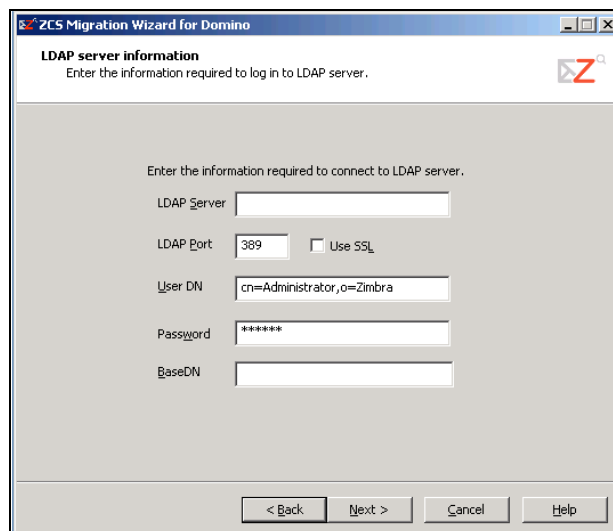 ZCS Migration Wizard for Domino
LDAP server information
Enter the information required to log in to LDAP server.
Z
Enter the information required to connect to LDAP server.
LDAP Server
LDAP Port 389 Use SSL
User DN cn=Administrator,o=Zimbra
Password ******
BaseDN
< Back Next > Cancel Help